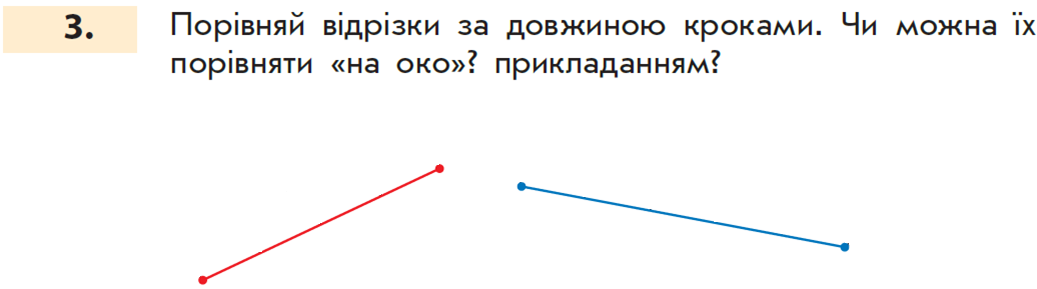 3. Порівняй відрізки за довжиною кроками. Чи можна їх
порівняти «на око»? прикладанням?